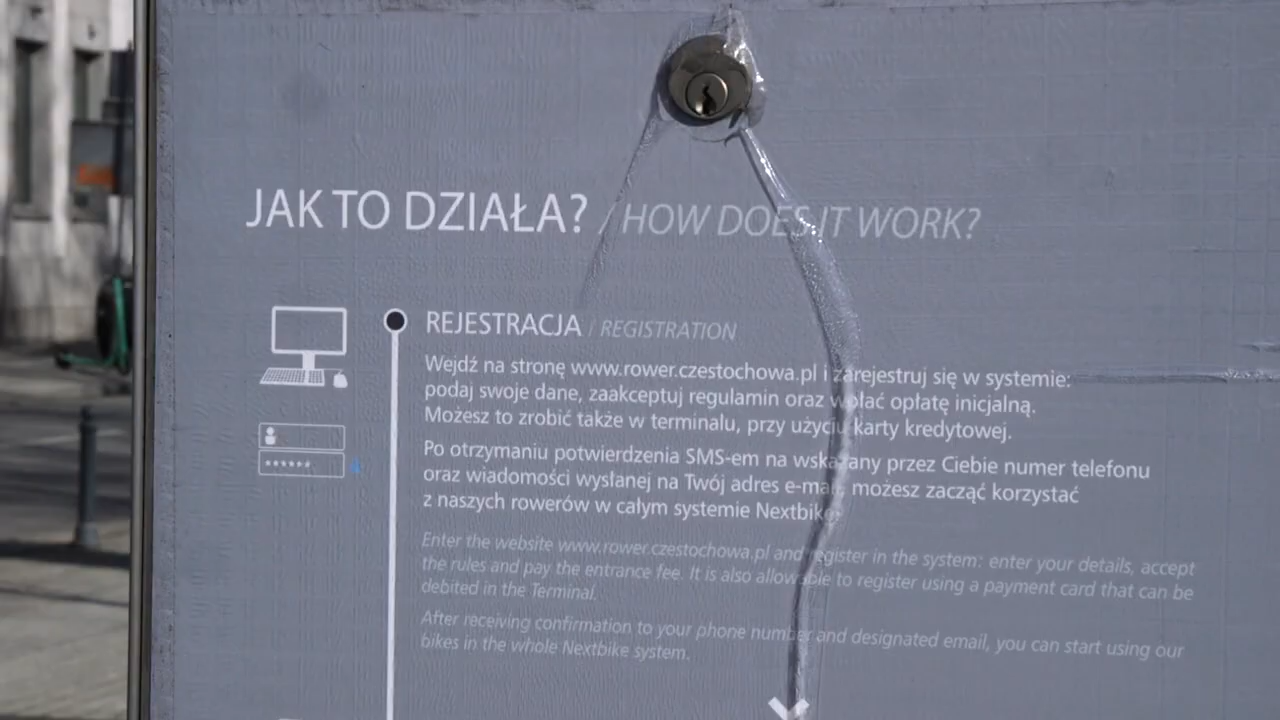 JAK TO DZIAŁA? / HOW DOES IT WORK?
REJESTRACJA / REGISTRATION
Wejdź na stronę www.rower.czestochowa.pl i zarejestruj się w systemie:
podaj swoje dane, zaakceptuj regulamin oraz wpłać opłatę inicjalną.
Możesz to zrobić także w terminalu, przy użyciu karty kredytowej.
Po otrzymaniu potwierdzenia SMS-em na wskazany przez Ciebie numer telefonu
oraz wiadomości wysłanej na Twój adres e-mail, możesz zacząć korzystać
z naszych rowerów w całym systemie Nextbike.
Enter the website www.rower.czestochowa.pl and register in the system: enter your details, accept
the rules and pay the entrance fee. It is also allowable to register using a payment card that can be
debited in the Terminal.
After receiving confirmation to your phone number and designated email, you can start using our
bikes in the whole Nextbike system.